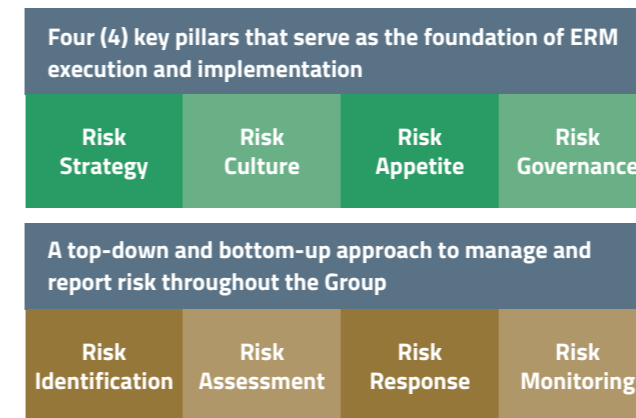 Four (4) key pillars that serve as the foundation of ERM
execution and implementation
Risk
Strategy
Risk
Culture
Risk
Appetite
Risk
Governance
A top-down and bottom-up approach to manage and
report risk throughout the Group
Risk
Identification
Risk
Assessment
Risk
Response
Risk
Monitoring